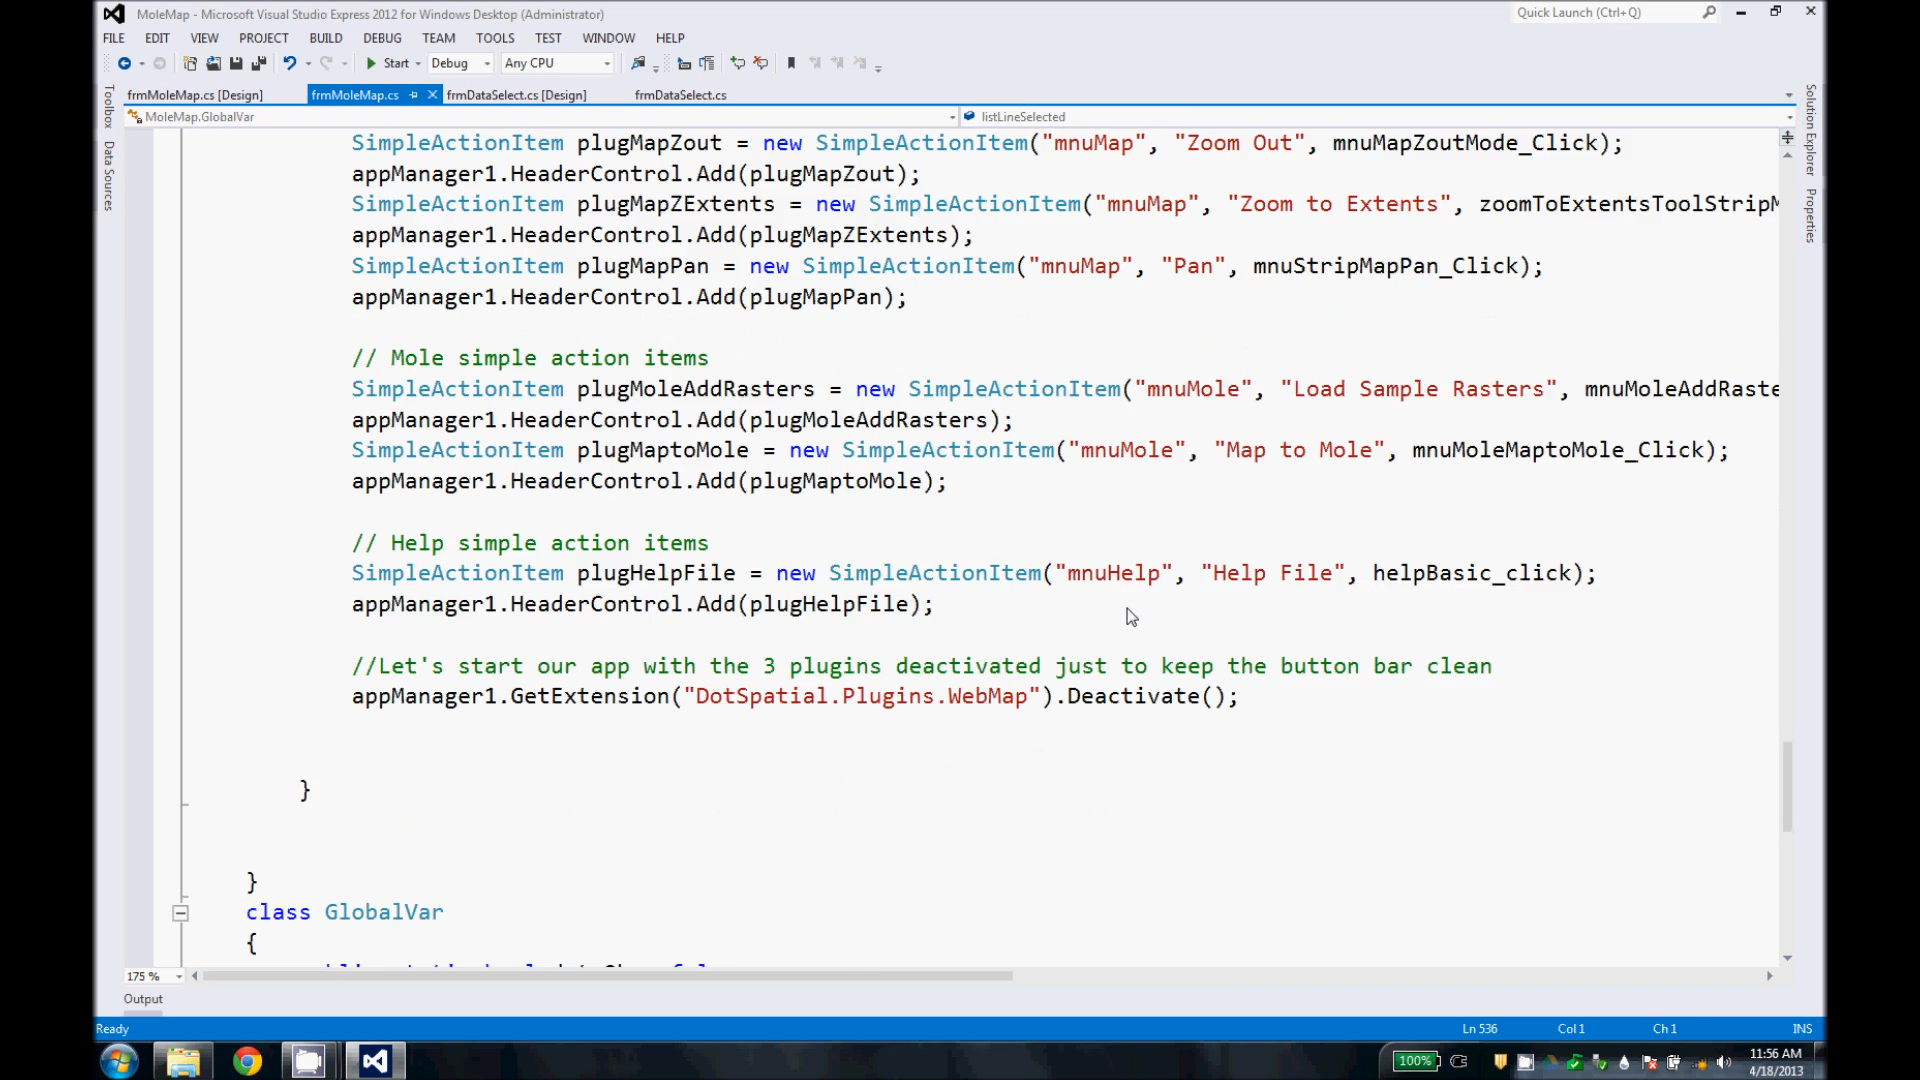 MoleMap - Microsoft Visual Studio Express 2012 for Windows Desktop (Administrator)
Quick Launch (Ctrl+Q)
FILE EDIT VIEW PROJECT BUILD DEBUG TEAM TOOLS TEST WINDOW HELP
Start Debug Any CPU
frmMoleMap.cs [Design] frmMoleMap.cs frmDataSelect.cs [Design] frmDataSelect.cs
MoleMap.GlobalVar listLineSelected
Toolbox
Data Sources
Solution Explorer
Properties
SimpleActionItem plugMapZout = new SimpleActionItem("mnuMap", "Zoom Out", mnuMapZoutMode_Click);
appManager1.HeaderControl.Add(plugMapZout);
SimpleActionItem plugMapZExtents = new SimpleActionItem("mnuMap", "Zoom to Extents", zoomToExtentsToolStripM
appManager1.HeaderControl.Add(plugMapZExtents);
SimpleActionItem plugMapPan = new SimpleActionItem("mnuMap", "Pan", mnuStripMapPan_Click);
appManager1.HeaderControl.Add(plugMapPan);
// Mole simple action items
SimpleActionItem plugMoleAddRasters = new SimpleActionItem("mnuMole", "Load Sample Rasters", mnuMoleAddRaste
appManager1.HeaderControl.Add(plugMoleAddRasters);
SimpleActionItem plugMaptoMole = new SimpleActionItem("mnuMole", "Map to Mole", mnuMoleMaptoMole_Click);
appManager1.HeaderControl.Add(plugMaptoMole);
// Help simple action items
SimpleActionItem plugHelpFile = new SimpleActionItem("mnuHelp", "Help File", helpBasic_click);
appManager1.HeaderControl.Add(plugHelpFile);
//Let's start our app with the 3 plugins deactivated just to keep the button bar clean
appManager1.GetExtension("DotSpatial.Plugins.WebMap").Deactivate();
}
}
class GlobalVar
{
175 %
Output
Ready Ln 536 Col 1 Ch 1 INS
100% 11:56 AM
4/18/2013